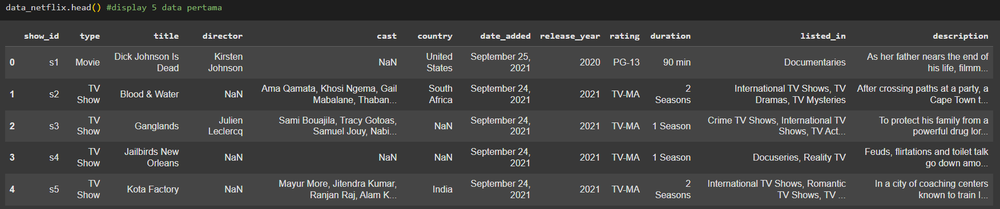 data_netflix.head() #display 5 data pertama
show_id type title director cast country date_added release_year rating duration listed_in description
0 s1 Movie Dick Johnson Is Dead Kirsten Johnson NaN United States September 25, 2021 2020 PG-13 90 min Documentaries As her father nears the end of his life, filmm...
1 s2 TV Show Blood & Water NaN Ama Qamata, Khosi Ngema, Gail Mabalane, Thaban... South Africa September 24, 2021 2021 TV-MA 2 Seasons International TV Shows, TV Dramas, TV Mysteries After crossing paths at a party, a Cape Town t...
2 s3 TV Show Ganglands Julien Leclercq Sami Bouajila, Tracy Gotoas, Samuel Jouy, Nabi... NaN September 24, 2021 2021 TV-MA 1 Season Crime TV Shows, International TV Shows, TV Act... To protect his family from a powerful drug lor...
3 s4 TV Show Jailbirds New Orleans NaN NaN NaN September 24, 2021 2021 TV-MA 1 Season Docuseries, Reality TV Feuds, flirtations and toilet talk go down amo...
4 s5 TV Show Kota Factory NaN Mayur More, Jitendra Kumar, Ranjan Raj, Alam K... India September 24, 2021 2021 TV-MA 2 Seasons International TV Shows, Romantic TV Shows, TV ... In a city of coaching centers known to train I...